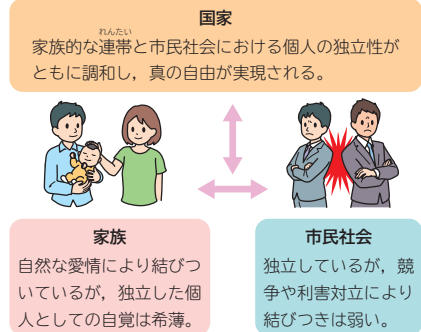 国家
家族的な連帯と市民社会における個人の独立性が
れんたい
ともに調和し，真の自由が実現される。
家族
自然な愛情により結びつ
いているが，独立した個
人としての自覚は希薄。
市民社会
独立しているが，競
争や利害対立により
結びつきは弱い。